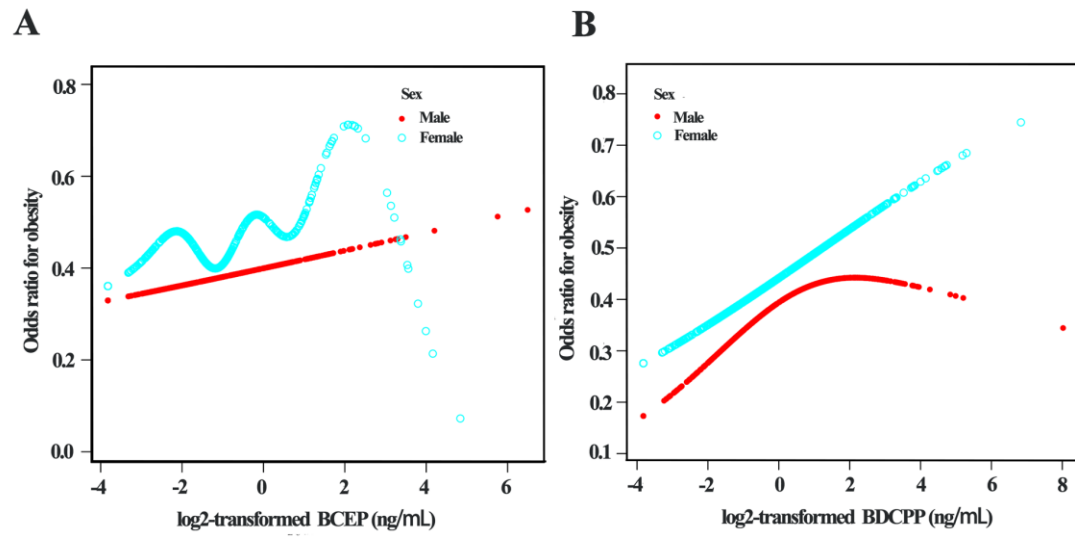 A
0.8
0.6
0.4
0.2
0.0
Odds ratio for obesity
Sex
Male
Female
-4
-2
0
2
4
6
log2-transformed BCEP (ng/mL)
B
0.8
0.7
0.6
0.5
0.4
0.3
0.2
0.1
Odds ratio for obesity
Sex
Male
Female
-4
-2
0
2
4
6
8
log2-transformed BDCPP (ng/mL)